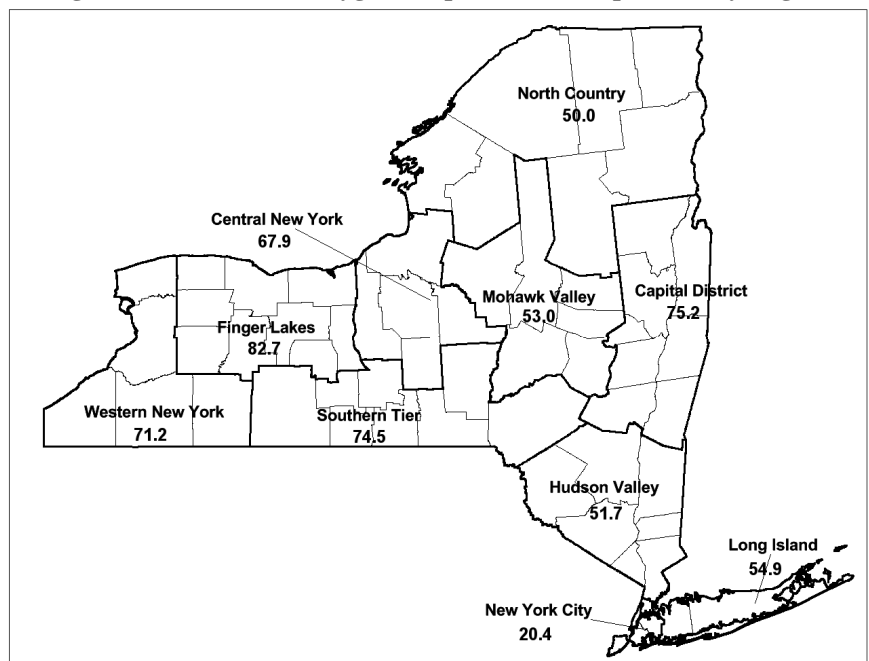 North Country
50.0
Central New York
67.9
Mohawk Valley
53.0
Capital District
75.2
Finger Lakes
82.7
Western New York
71.2
Southern Tier
74.5
Hudson Valley
51.7
Long Island
54.9
New York City
20.4